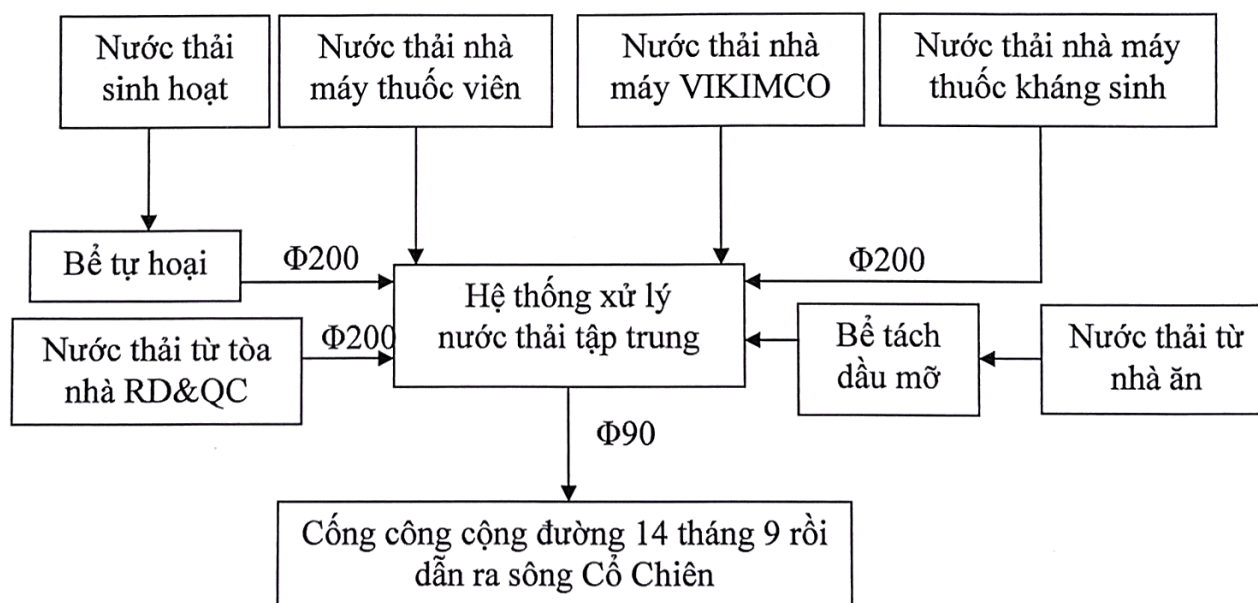 Nước thải
sinh hoạt
Nước thải nhà
máy thuốc viên
Nước thải nhà
máy VIKIMCO
Nước thải nhà máy
thuốc kháng sinh
Bể tự hoại
Φ200
Φ200
Hệ thống xử lý
nước thải tập trung
Nước thải từ tòa
nhà RD&QC
Φ200
Bể tách
dầu mỡ
Nước thải từ
nhà ăn
Φ90
Cống công cộng đường 14 tháng 9 rồi
dẫn ra sông Cổ Chiên